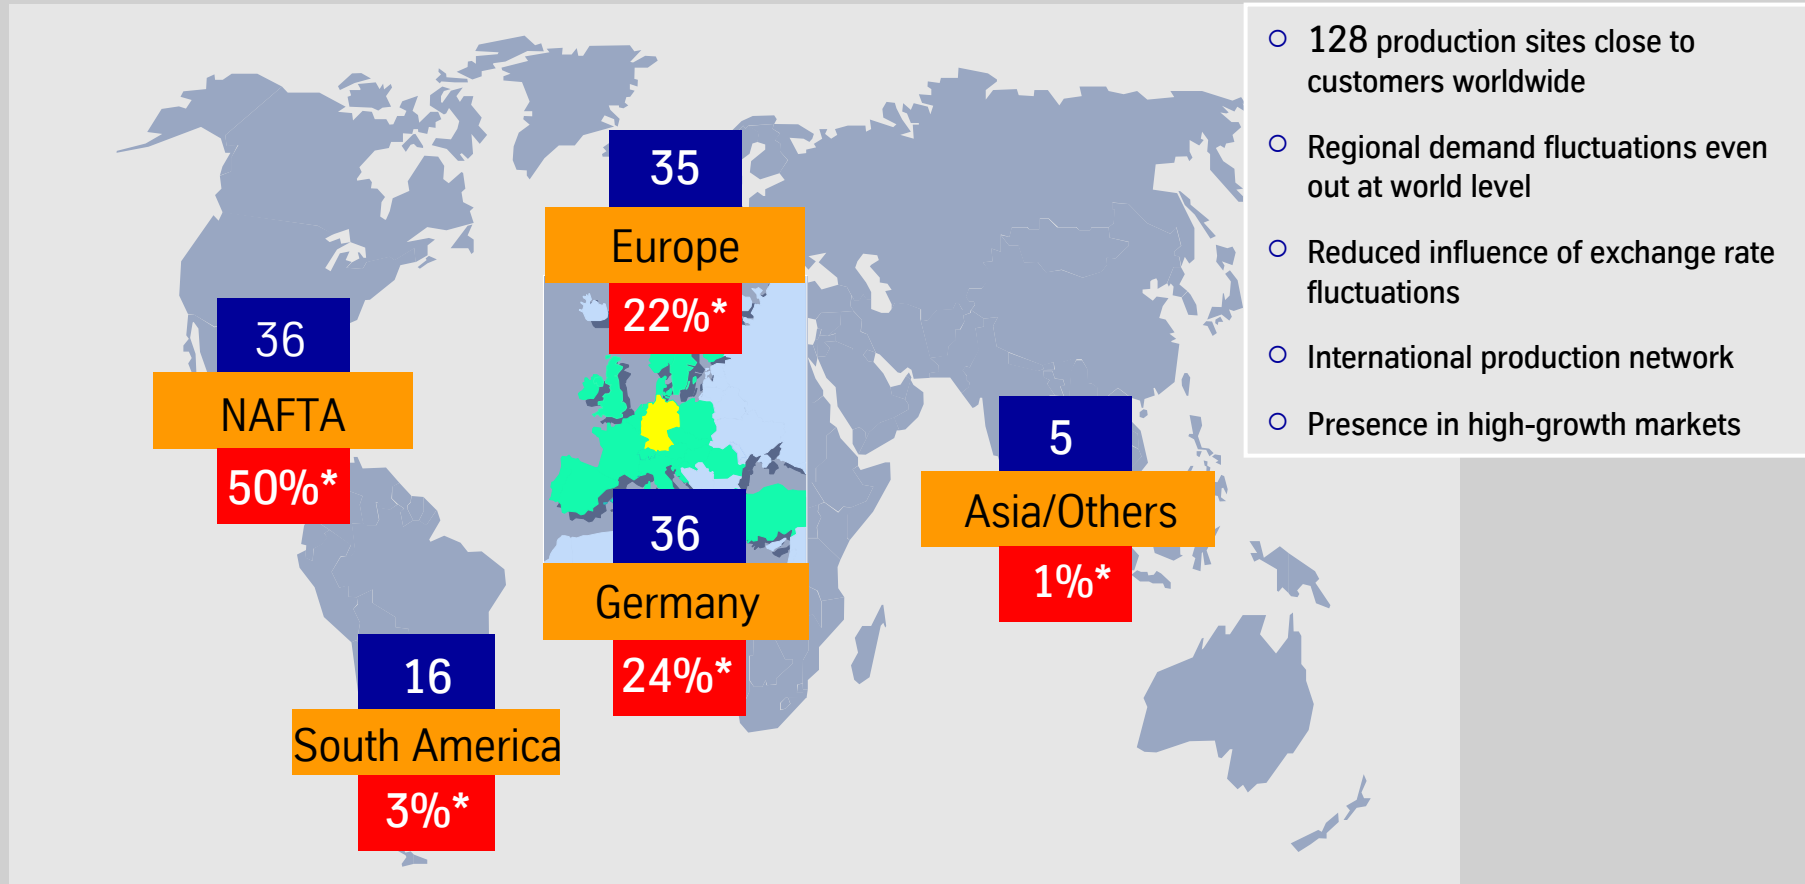 35
Europe
22%*
36
NAFTA
50%*
36
Germany
24%*
5
Asia/Others
1%*
16
South America
3%*
○ 128 production sites close to
customers worldwide
○ Regional demand fluctuations even
out at world level
○ Reduced influence of exchange rate
fluctuations
○ International production network
○ Presence in high-growth markets